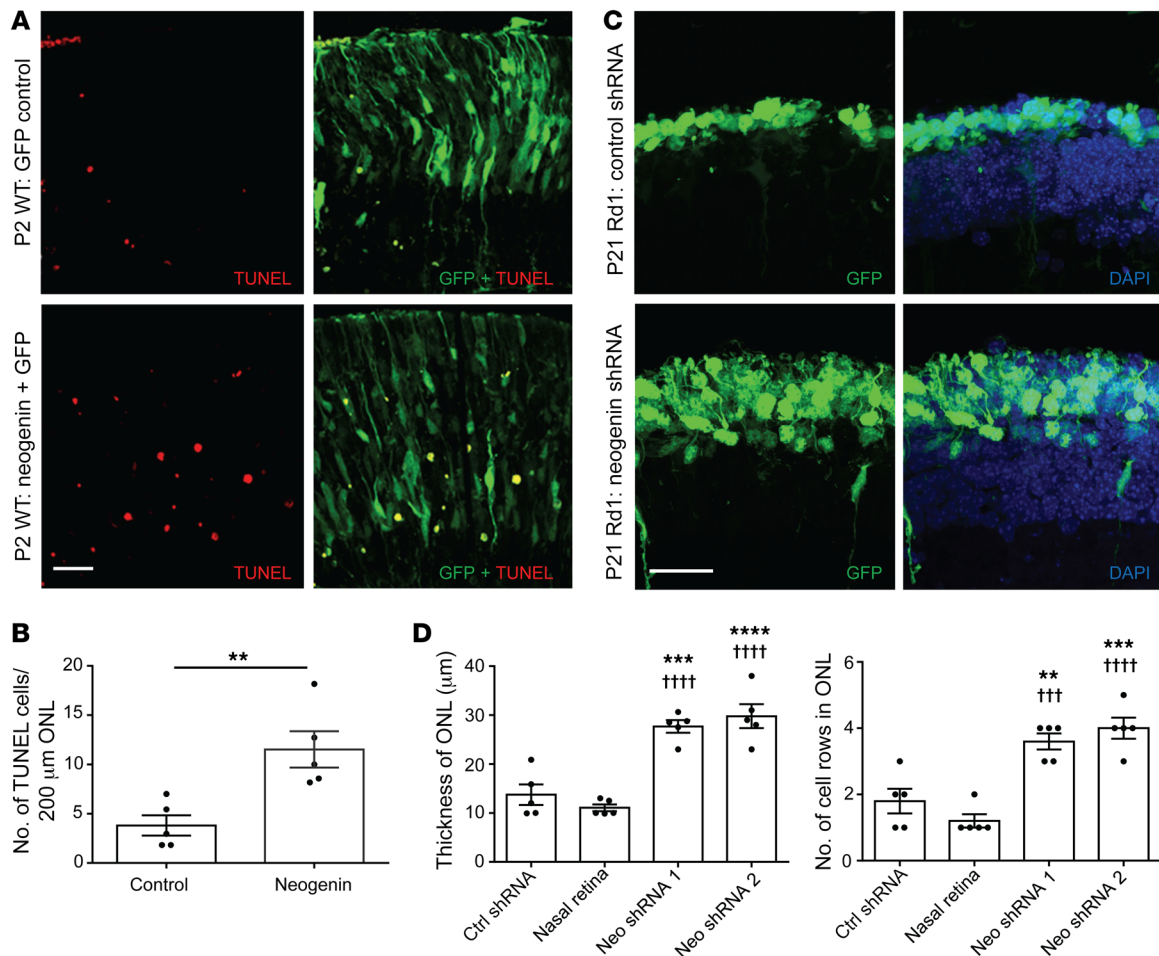 A
P2 WT: GFP control
TUNEL
GFP + TUNEL
P2 WT: neogenin + GFP
TUNEL
GFP + TUNEL
C
P21 Rd1: control shRNA
GFP
DAPI
P21 Rd1: neogenin shRNA
GFP
DAPI
B
No. of TUNEL cells/
200 μm ONL
20
15
10
5
0
**
Control
Neogenin
D
Thickness of ONL (μm)
40
30
20
10
0
***
††††
****
††††
Ctrl shRNA
Nasal retina
Neo shRNA 1
Neo shRNA 2
No. of cell rows in ONL
6
4
2
0
**
†††
***
††††
Ctrl shRNA
Nasal retina
Neo shRNA 1
Neo shRNA 2